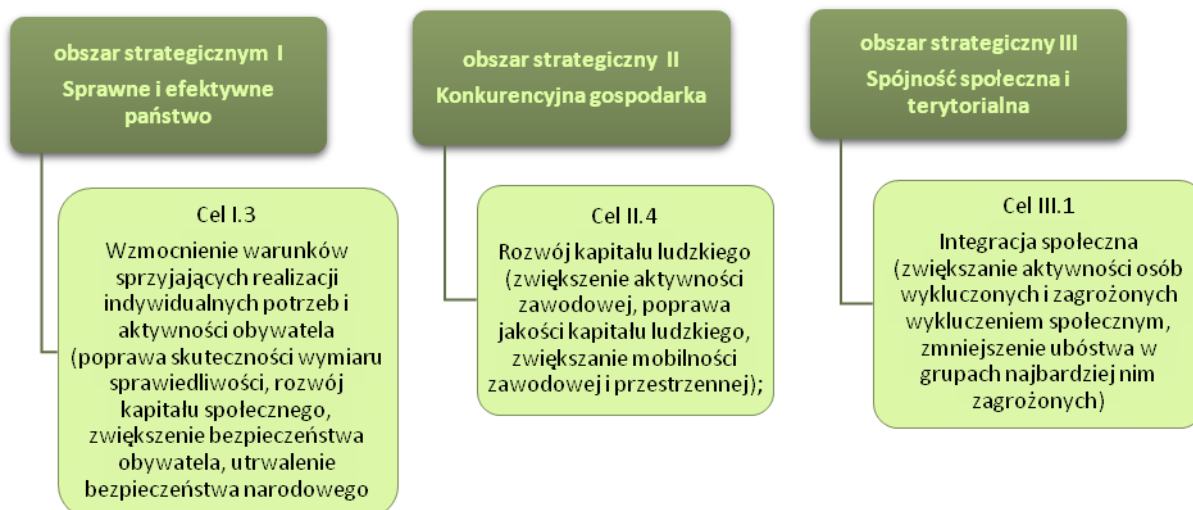 obszar strategicznym I
Sprawne i efektywne
państwo
Cel I.3
Wzmocnienie warunków
sprzyjających realizacji
indywidualnych potrzeb i
aktywności obywatela
(poprawa skuteczności wymiaru
sprawiedliwości, rozwój
kapitału społecznego,
zwiększenie bezpieczeństwa
obywatela, utrwalenie
bezpieczeństwa narodowego
obszar strategiczny II
Konkurencyjna gospodarka
Cel II.4
Rozwój kapitału ludzkiego
(zwiększenie aktywności
zawodowej, poprawa
jakości kapitału ludzkiego,
zwiększanie mobilności
zawodowej i przestrzennej);
obszar strategiczny III
Spójność społeczna i
terytorialna
Cel III.1
Integracja społeczna
(zwiększanie aktywności osób
wykluczonych i zagrożonych
wykluczeniem społecznym,
zmniejszenie ubóstwa w
grupach najbardziej nim
zagrożonych)